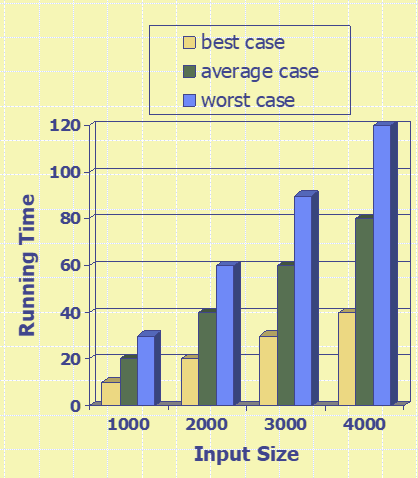 best case
average case
worst case
120
100
80
60
40
20
0
Running Time
1000 2000 3000 4000
Input Size